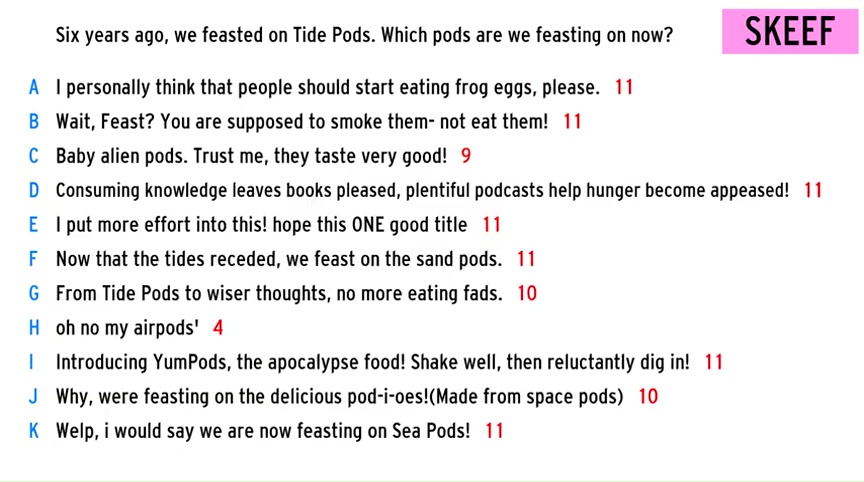 Six years ago, we feasted on Tide Pods. Which pods are we feasting on now?
SKEEF
A I personally think that people should start eating frog eggs, please. 11
B Wait, Feast? You are supposed to smoke them- not eat them! 11
C Baby alien pods. Trust me, they taste very good! 9
D Consuming knowledge leaves books pleased, plentiful podcasts help hunger become appeased! 11
E I put more effort into this! hope this ONE good title 11
F Now that the tides receded, we feast on the sand pods. 11
G From Tide Pods to wiser thoughts, no more eating fads. 10
H oh no my airpods' 4
I Introducing YumPods, the apocalypse food! Shake well, then reluctantly dig in! 11
J Why, were feasting on the delicious pod-i-oes!(Made from space pods) 10
K Welp, i would say we are now feasting on Sea Pods! 11